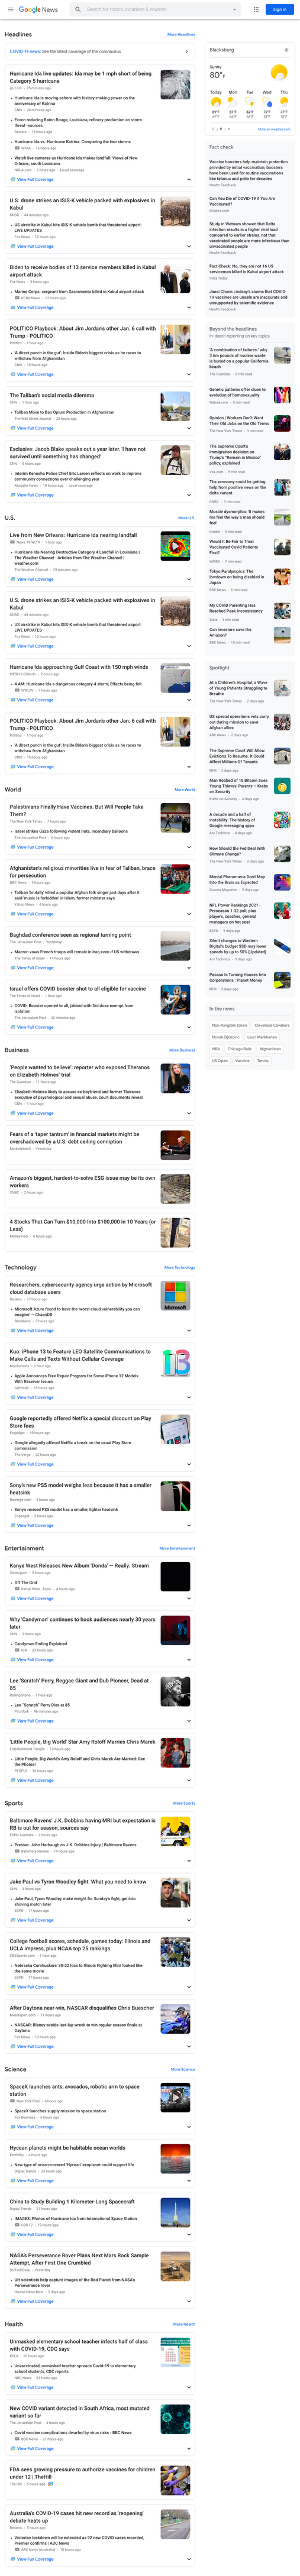 Google News
Search for topics, locations & sources
Sign in
Headlines
More Headlines
COVID-19 news: See the latest coverage of the coronavirus
Hurricane Ida live updates: Ida may be 1 mph short of being
Category 5 hurricane
Hurricane Ida is moving ashore with history-making power on the
anniversary of Katrina
Exxon reducing Baton Rouge, Louisiana, refinery production on storm
threat -sources
Hurricane Ida vs. Hurricane Katrina: Comparing the two storms
Watch live cameras as Hurricane Ida makes landfall: Views of New
Orleans, south Louisiana
View Full Coverage
U.S. drone strikes an ISIS-K vehicle packed with explosives in
Kabul
CNBC
US airstrike in Kabul hits ISIS-K vehicle bomb that threatened airport:
LIVE UPDATES
View Full Coverage
Biden to receive bodies of 13 service members killed in Kabul
airport attack
Marine Corps. sergeant from Sacramento killed in Kabul airport attack
View Full Coverage
POLITICO Playbook: About Jim Jordan's other Jan. 6 call with
Trump - POLITICO
'A direct punch in the gut': Inside Biden's biggest crisis as he races to
withdraw from Afghanistan
View Full Coverage
The Taliban's social media dilemma
Taliban Move to Ban Opium Production in Afghanistan
View Full Coverage
Exclusive: Jacob Blake speaks out a year later. 'I have not
survived until something has changed'
Interim Kenosha Police Chief Eric Larsen reflects on work to improve
community connections over challenging year
View Full Coverage
U.S.
More U.S.
Live from New Orleans: Hurricane Ida nearing landfall
Hurricane Ida Nearing Destructive Category 4 Landfall in Louisiana |
The Weather Channel - Articles from The Weather Channel |
weather.com
View Full Coverage
U.S. drone strikes an ISIS-K vehicle packed with explosives in
Kabul
US airstrike in Kabul hits ISIS-K vehicle bomb that threatened airport:
LIVE UPDATES
View Full Coverage
Hurricane Ida approaching Gulf Coast with 150 mph winds
4 AM: Hurricane Ida a dangerous category 4 storm; Effects being felt
View Full Coverage
POLITICO Playbook: About Jim Jordan's other Jan. 6 call with
Trump - POLITICO
'A direct punch in the gut': Inside Biden's biggest crisis as he races to
withdraw from Afghanistan
View Full Coverage
World
More World
Palestinians Finally Have Vaccines. But Will People Take
Them?
Israel strikes Gaza following violent riots, incendiary balloons
View Full Coverage
Afghanistan's religious minorities live in fear of Taliban, brace
for persecution
Taliban 'brutally' killed a popular Afghan folk singer just days after it
said 'music is forbidden' in Islam, former minister says
View Full Coverage
Baghdad conference seen as regional turning point
Macron vows French troops will remain in Iraq even if US withdraws
View Full Coverage
Israel offers COVID booster shot to all eligible for vaccine
COVID: Booster opened to all, jabbed with 3rd dose exempt from
isolation
View Full Coverage
Business
More Business
'People wanted to believe': reporter who exposed Theranos
on Elizabeth Holmes' trial
Elizabeth Holmes likely to accuse ex-boyfriend and former Theranos
executive of psychological and sexual abuse, court documents reveal
View Full Coverage
Fears of a 'taper tantrum' in financial markets might be
overshadowed by a U.S. debt ceiling conniption
Amazon's biggest, hardest-to-solve ESG issue may be its own
workers
4 Stocks That Can Turn $10,000 Into $100,000 in 10 Years (or
Less)
Technology
More Technology
Researchers, cybersecurity agency urge action by Microsoft
cloud database users
Microsoft Azure found to have the 'worst cloud vulnerability you can
imagine' — ChaosDB
View Full Coverage
Kuo: iPhone 13 to Feature LEO Satellite Communications to
Make Calls and Texts Without Cellular Coverage
Apple Announces Free Repair Program for Some iPhone 12 Models
With Receiver Issues
View Full Coverage
Google reportedly offered Netflix a special discount on Play
Store fees
Google allegedly offered Netflix a break on the usual Play Store
commission
View Full Coverage
Sony's new PS5 model weighs less because it has a smaller
heatsink
Sony's revised PS5 model has a smaller, lighter heatsink
View Full Coverage
Entertainment
More Entertainment
Kanye West Releases New Album 'Donda' — Really: Stream
Off The Grid
View Full Coverage
Why 'Candyman' continues to hook audiences nearly 30 years
later
Candyman Ending Explained
View Full Coverage
Lee 'Scratch' Perry, Reggae Giant and Dub Pioneer, Dead at
85
Lee "Scratch" Perry Dies at 85
View Full Coverage
'Little People, Big World' Star Amy Roloff Marries Chris Marek
Little People, Big World's Amy Roloff and Chris Marek Are Married: See
the Photos!
View Full Coverage
Sports
More Sports
Baltimore Ravens' J.K. Dobbins having MRI but expectation is
RB is out for season, sources say
Presser: John Harbaugh on J.K. Dobbins Injury | Baltimore Ravens
View Full Coverage
Jake Paul vs Tyron Woodley fight: What you need to know
Jake Paul, Tyron Woodley make weight for Sunday's fight, get into
shoving match later
View Full Coverage
College football scores, schedule, games today: Illinois and
UCLA impress, plus NCAA top 25 rankings
Nebraska Cornhuskers' 30-22 loss to Illinois Fighting Illini 'looked like
the same movie'
View Full Coverage
After Daytona near-win, NASCAR disqualifies Chris Buescher
NASCAR: Blaney avoids last-lap wreck to win regular season finale at
Daytona
View Full Coverage
Science
More Science
SpaceX launches ants, avocados, robotic arm to space
station
SpaceX launches supply mission to space station
View Full Coverage
Hycean planets might be habitable ocean worlds
New type of ocean-covered 'Hycean' exoplanet could support life
View Full Coverage
China to Study Building 1 Kilometer-Long Spacecraft
IMAGES: Photos of Hurricane Ida from International Space Station
View Full Coverage
NASA's Perseverance Rover Plans Next Mars Rock Sample
Attempt, After First One Crumbled
UH scientists help capture images of the Red Planet from NASA's
Perseverance rover
View Full Coverage
Health
More Health
Unmasked elementary school teacher infects half of class
with COVID-19, CDC says
Unvaccinated, unmasked teacher spreads Covid-19 to elementary
school students, CDC reports
View Full Coverage
New COVID variant detected in South Africa, most mutated
variant so far
Covid vaccine complications dwarfed by virus risks - BBC News
View Full Coverage
FDA sees growing pressure to authorize vaccines for children
under 12 | TheHill
Australia's COVID-19 cases hit new record as 'reopening'
debate heats up
Victorian lockdown will be extended as 92 new COVID cases recorded,
Premier confirms | ABC News
View Full Coverage
Blacksburg
Sunny
80°F
Today Mon Tue Wed Thu
More on weather.com
Fact check
Vaccine boosters help maintain protection
provided by initial vaccination; boosters
have been used for routine vaccinations
like tetanus and polio for decades
Health Feedback
Can You Die of COVID-19 If You Are
Vaccinated?
Snopes.com
Study in Vietnam showed that Delta
infection results in a higher viral load
compared to earlier strains, not that
vaccinated people are more infectious than
unvaccinated people
Health Feedback
Fact Check: No, they are not 16 US
servicemen killed in Kabul airport attack
India Today
Janci Chunn Lindsay's claims that COVID-
19 vaccines are unsafe are inaccurate and
unsupported by scientific evidence
Health Feedback
Beyond the headlines
In-depth reporting on key topics
'A combination of failures:' why
3.6m pounds of nuclear waste
is buried on a popular California
beach
Genetic patterns offer clues to
evolution of homosexuality
Opinion | Workers Don't Want
Their Old Jobs on the Old Terms
The Supreme Court's
immigration decision on
Trump's "Remain in Mexico"
policy, explained
The economy could be getting
help from positive news on the
delta variant
Muscle dysmorphia: 'It makes
me feel the way a man should
feel'
Would It Be Fair to Treat
Vaccinated Covid Patients
First?
Tokyo Paralympics: The
lowdown on being disabled in
Japan
My COVID Parenting Has
Reached Peak Inconsistency
Can investors save the
Amazon?
Spotlight
At a Children's Hospital, a Wave
of Young Patients Struggling to
Breathe
US special operations vets carry
out daring mission to save
Afghan allies
The Supreme Court Will Allow
Evictions To Resume. It Could
Affect Millions Of Tenants
Man Robbed of 16 Bitcoin Sues
Young Thieves' Parents – Krebs
on Security
A decade and a half of
instability: The history of
Google messaging apps
How Should the Fed Deal With
Climate Change?
Mental Phenomena Don't Map
Into the Brain as Expected
NFL Power Rankings 2021 -
Preseason 1-32 poll, plus
players, coaches, general
managers on hot seat
Silent changes to Western
Digital's budget SSD may lower
speeds by up to 50% [Updated]
Paraiso to Turning Houses Into
Corporations : Planet Money
In the news
Non-fungible token
Cleveland Cavaliers
Novak Djokovic
Lauri Markkanen
NBA
Chicago Bulls
Afghanistan
US Open
Vaccine
Tennis